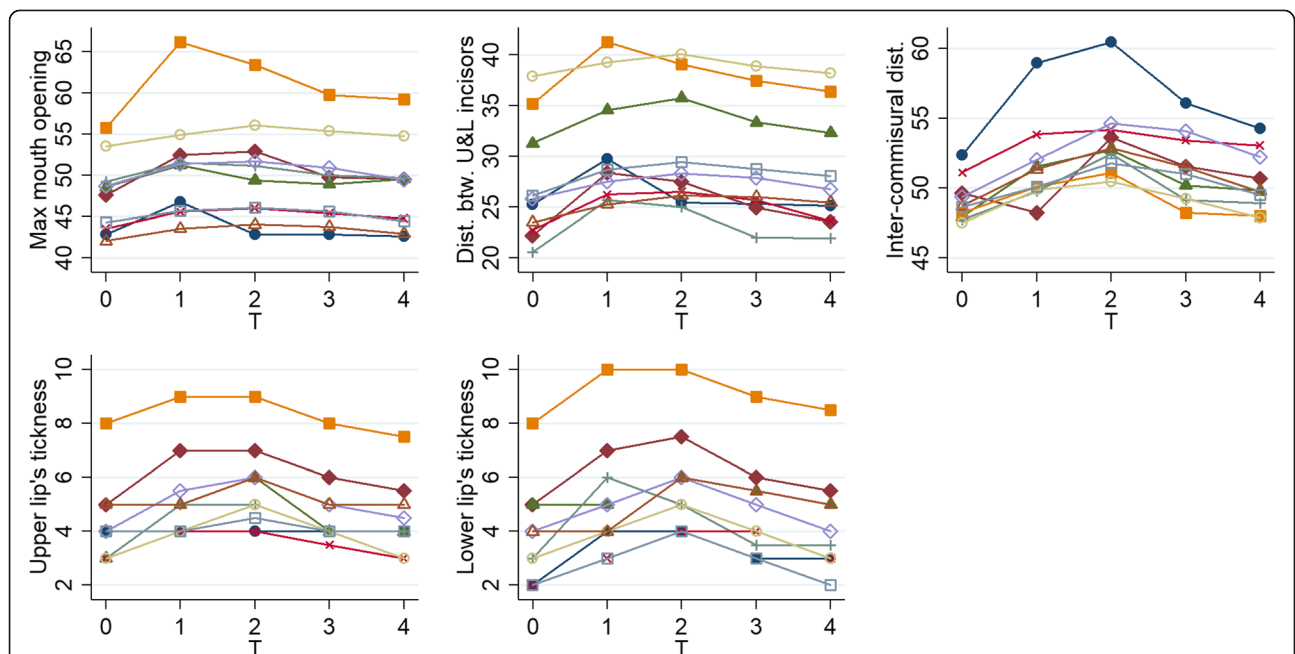 Max mouth opening
65
60
55
50
45
40
0 1 2 3 4
T
Dist. btw. U&L incisors
40
35
30
25
20
0 1 2 3 4
T
Inter-commisural dist.
60
55
50
45
0 1 2 3 4
T
Upper lip's tickness
10
8
6
4
2
0 1 2 3 4
T
Lower lip's tickness
10
8
6
4
2
0 1 2 3 4
T